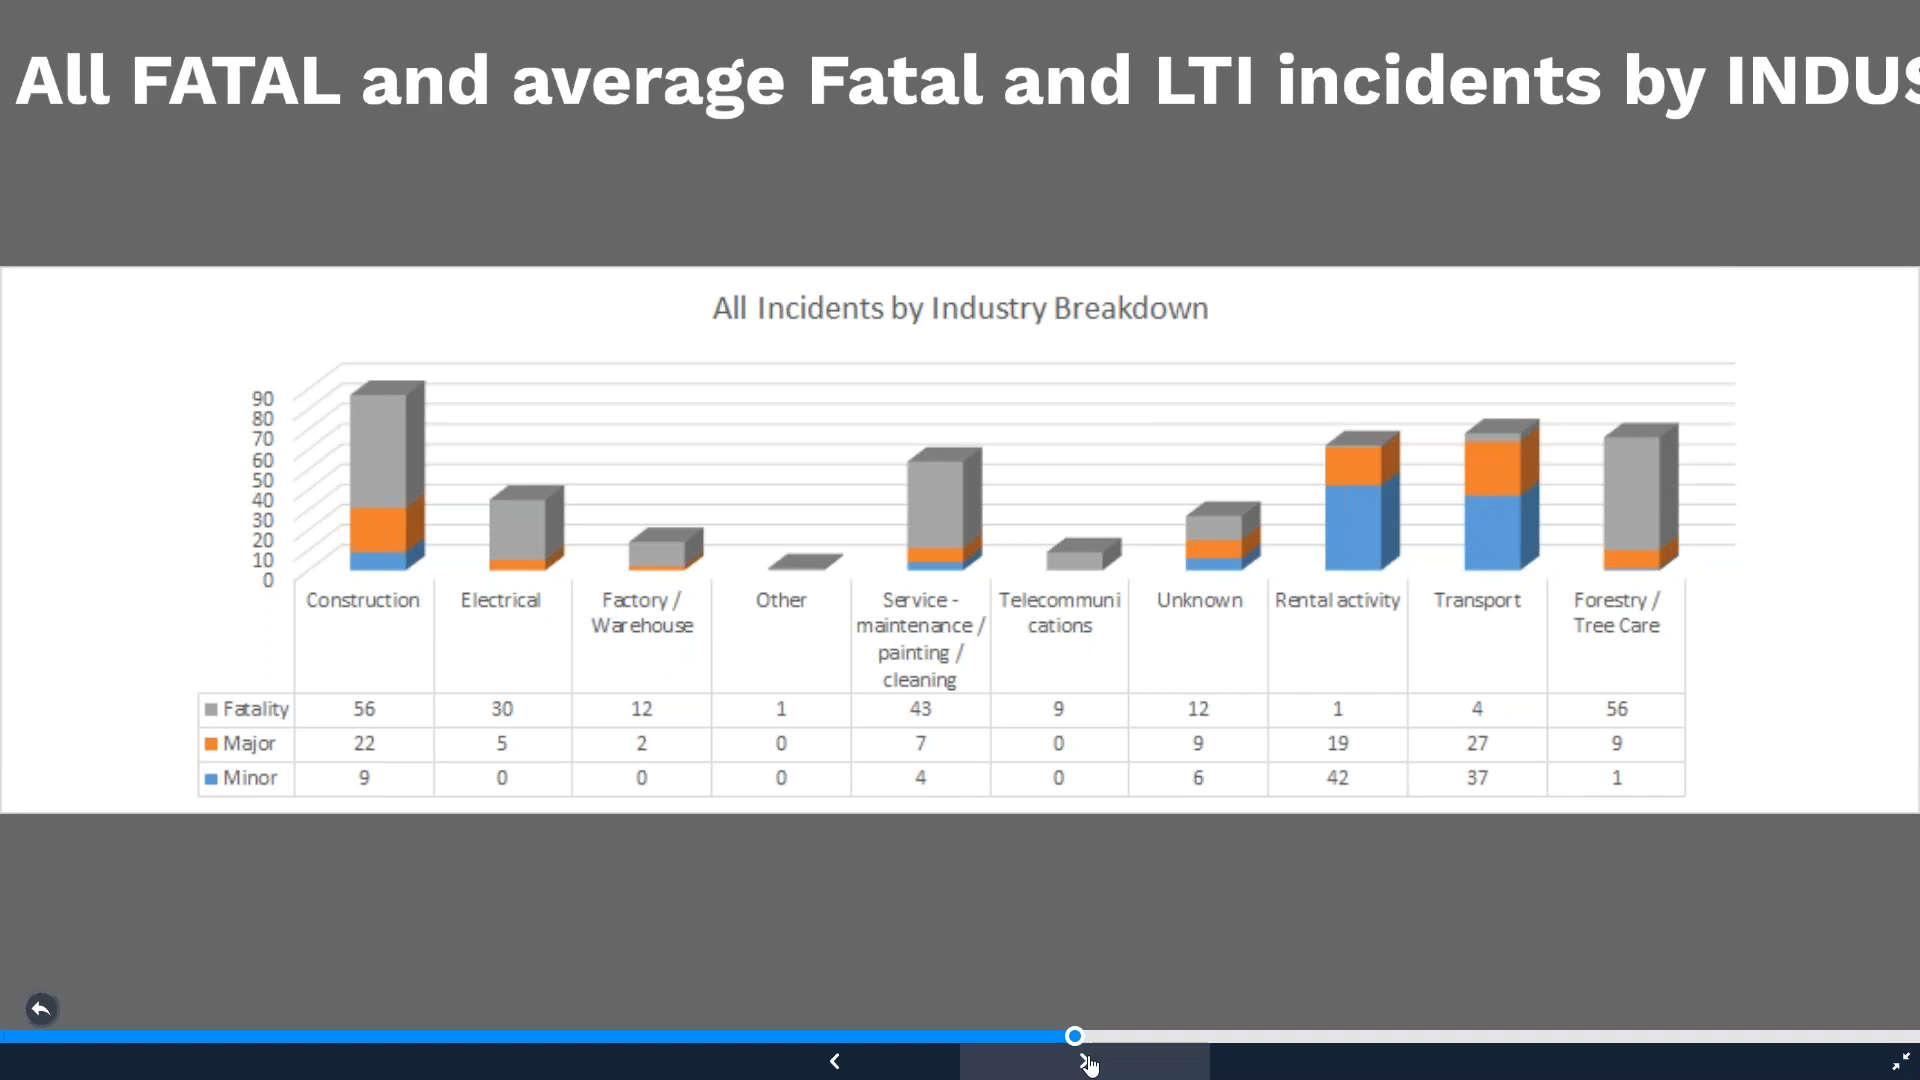 All FATAL and average Fatal and LTI incidents by INDUS
All Incidents by Industry Breakdown
90
80
70
60
50
40
30
20
10
0
Construction Electrical Factory / Warehouse Other Service - maintenance / painting / cleaning Telecommuni cations Unknown Rental activity Transport Forestry / Tree Care
Fatality 56 30 12 1 43 9 12 1 4 56
Major 22 5 2 0 7 0 9 19 27 9
Minor 9 0 0 0 4 0 6 42 37 1